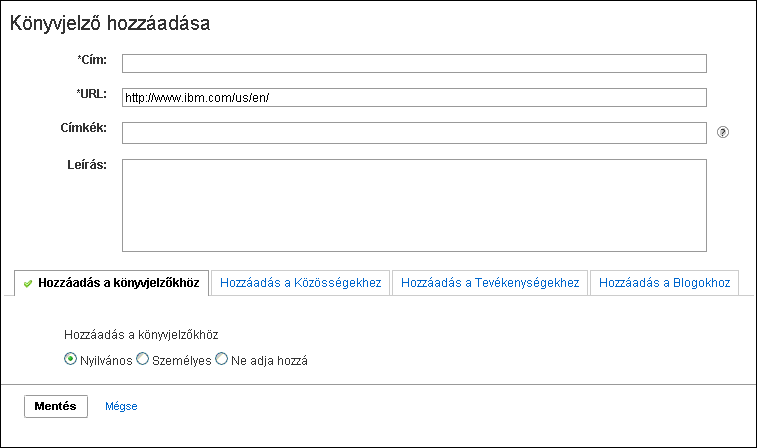 Könyvjelző hozzáadása
*Cím:
*URL: http://www.ibm.com/us/en/
Címkék: ?
Leírás:
Hozzáadás a könyvjelzőkhöz Hozzáadás a Közösségekhez Hozzáadás a Tevékenységekhez Hozzáadás a Blogokhoz
Hozzáadás a könyvjelzőkhöz
Nyilvános Személyes Ne adja hozzá
Mentés Mégse